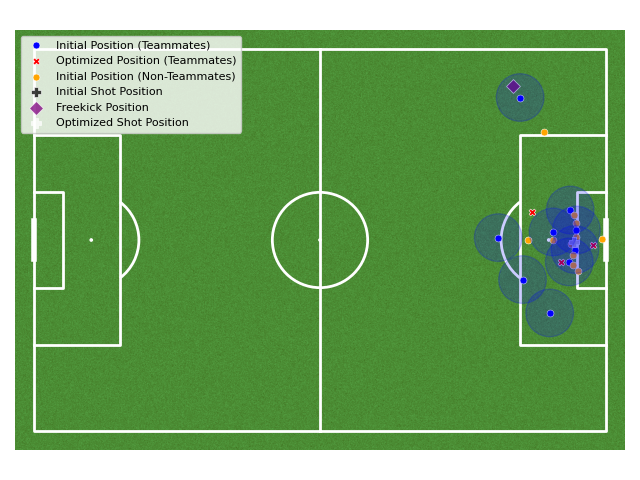 Initial Position (Teammates)
Optimized Position (Teammates)
Initial Position (Non-Teammates)
Initial Shot Position
Freekick Position
Optimized Shot Position